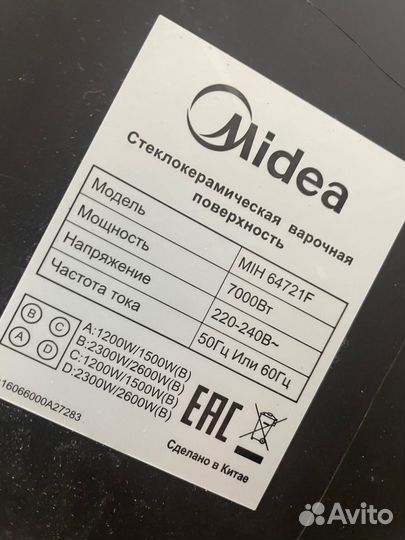 Midea
Стеклокерамическая варочная
поверхность
Модель MIH 64721F
Мощность 7000Вт
Напряжение 220-240В~
Частота тока 50Гц Или 60Гц
B C
A D
A:1200W/1500W(B)
B:2300W/2600W(B)
C:1200W/1500W(B)
D:2300W/2600W(B)
EAC
16066000A27283
Сделано в Китае
Avito